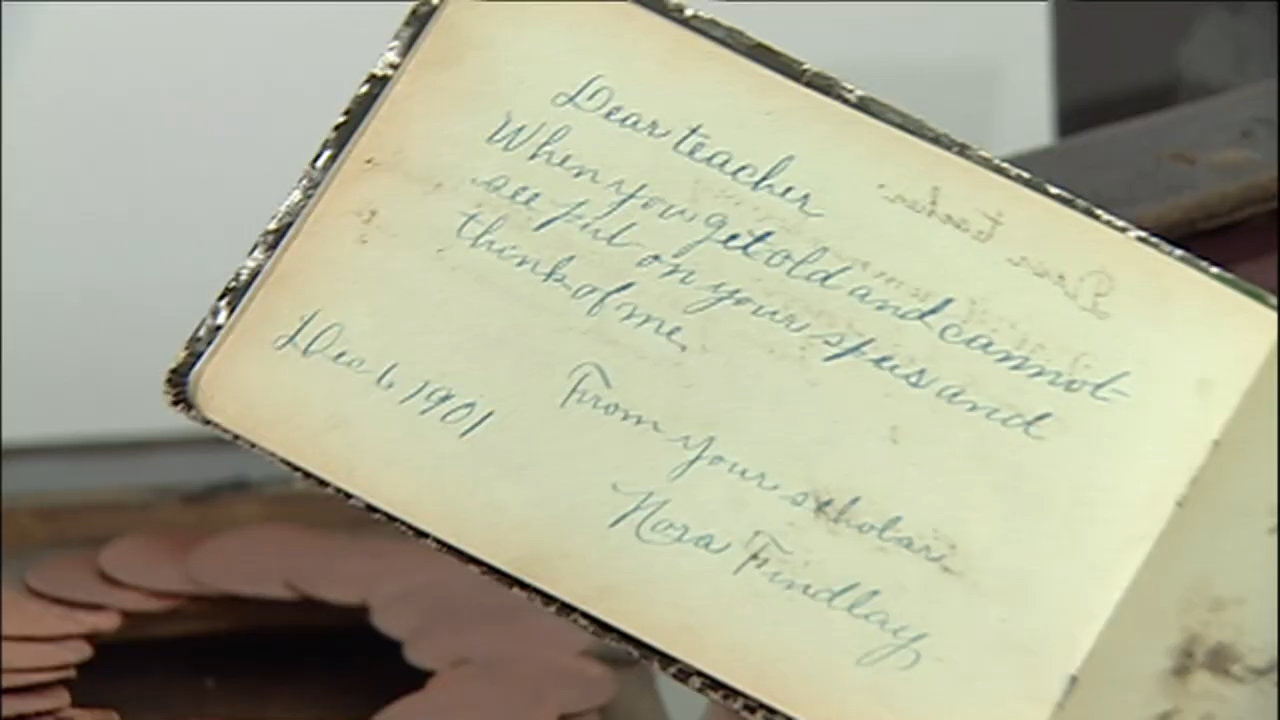 Dear teacher
When you get old and cannot
see put on your specs and
think of me.
Dec 6, 1901
From your scholar.
Nora Findlay